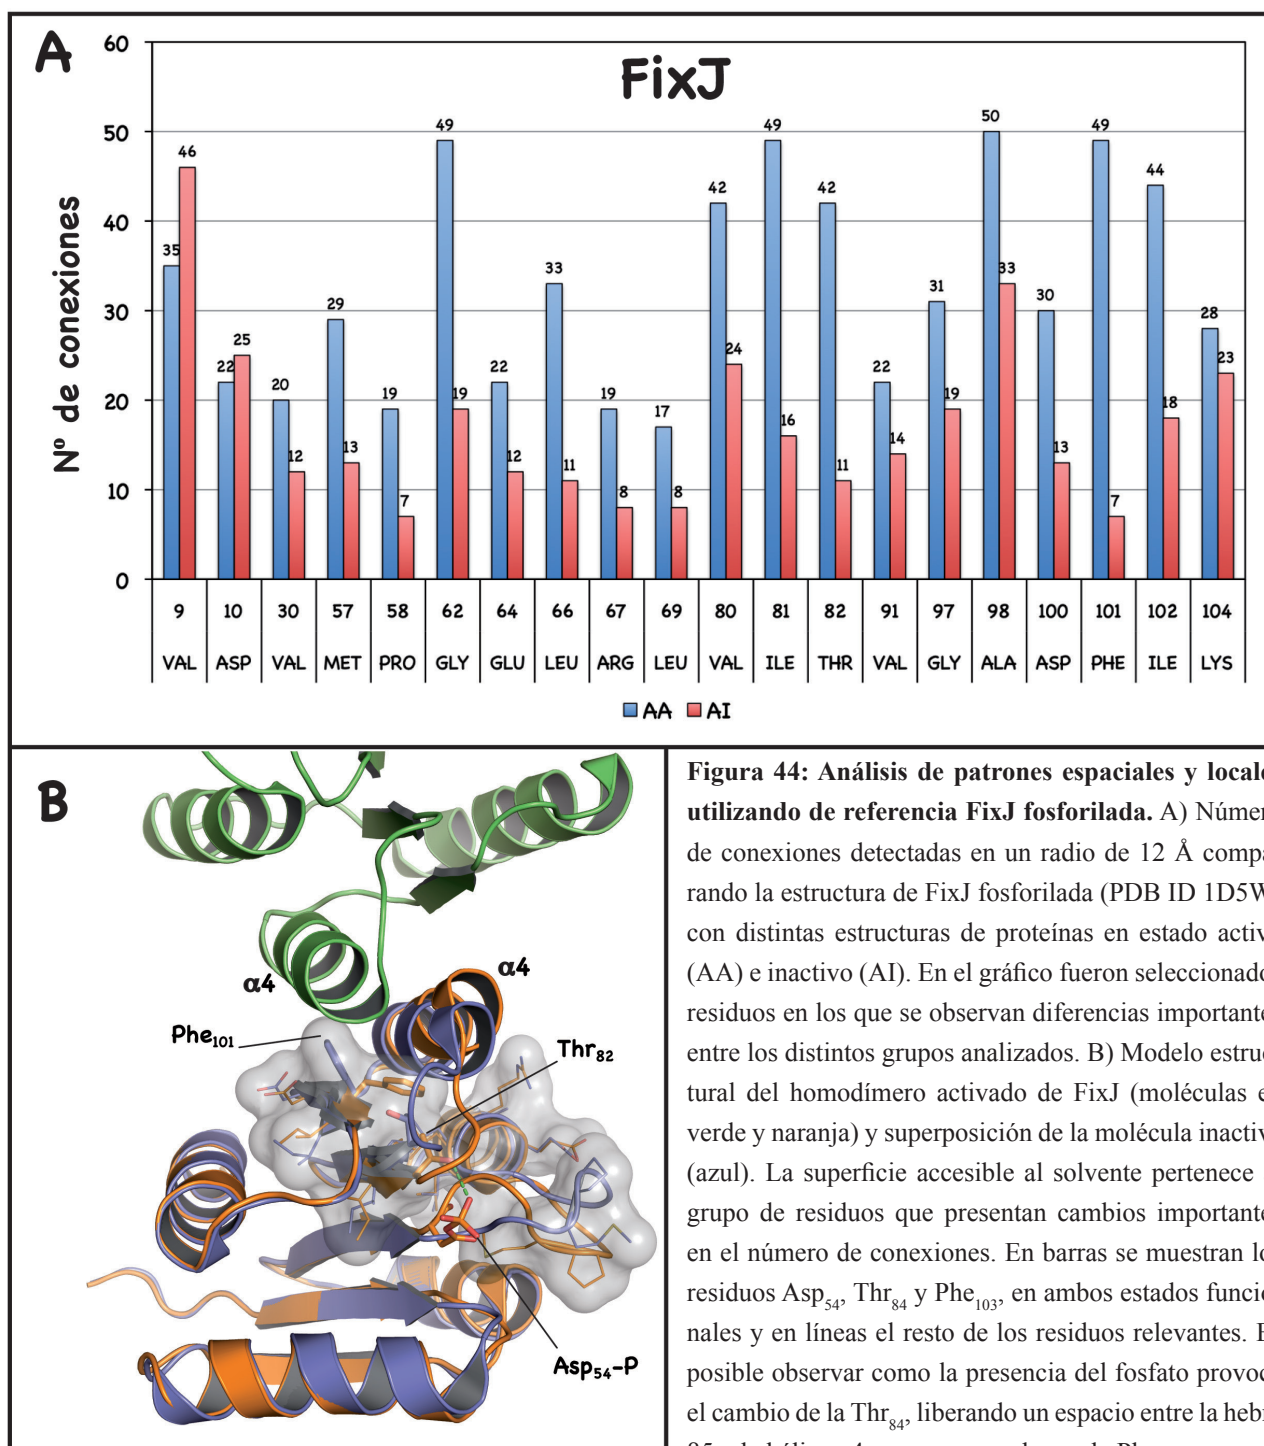 A
FixJ
Nº de conexiones
60
50
40
30
20
10
0
35 46 22 25 20 12 29 13 19 7 49 19 22 12 33 11 19 8 17 8 42 24 49 16 42 11 22 14 31 19 50 33 30 13 49 7 44 18 28 23
9 10 30 57 58 62 64 66 67 69 80 81 82 91 97 98 100 101 102 104
VAL ASP VAL MET PRO GLY GLU LEU ARG LEU VAL ILE THR VAL GLY ALA ASP PHE ILE LYS
AA AI
B
α4
α4
Phe101
Thr82
Asp54-P
Figura 44: Análisis de patrones espaciales y locale
utilizando de referencia FixJ fosforilada. A) Númer
de conexiones detectadas en un radio de 12 Å compa
rando la estructura de FixJ fosforilada (PDB ID 1D5W
con distintas estructuras de proteínas en estado activ
(AA) e inactivo (AI). En el gráfico fueron seleccionado
residuos en los que se observan diferencias importante
entre los distintos grupos analizados. B) Modelo estruc
tural del homodímero activado de FixJ (moléculas e
verde y naranja) y superposición de la molécula inactiv
(azul). La superficie accesible al solvente pertenece
grupo de residuos que presentan cambios importante
en el número de conexiones. En barras se muestran lo
residuos Asp54, Thr84 y Phe103, en ambos estados funcio
nales y en líneas el resto de los residuos relevantes. E
posible observar como la presencia del fosfato provoc
el cambio de la Thr84, liberando un espacio entre la hebr